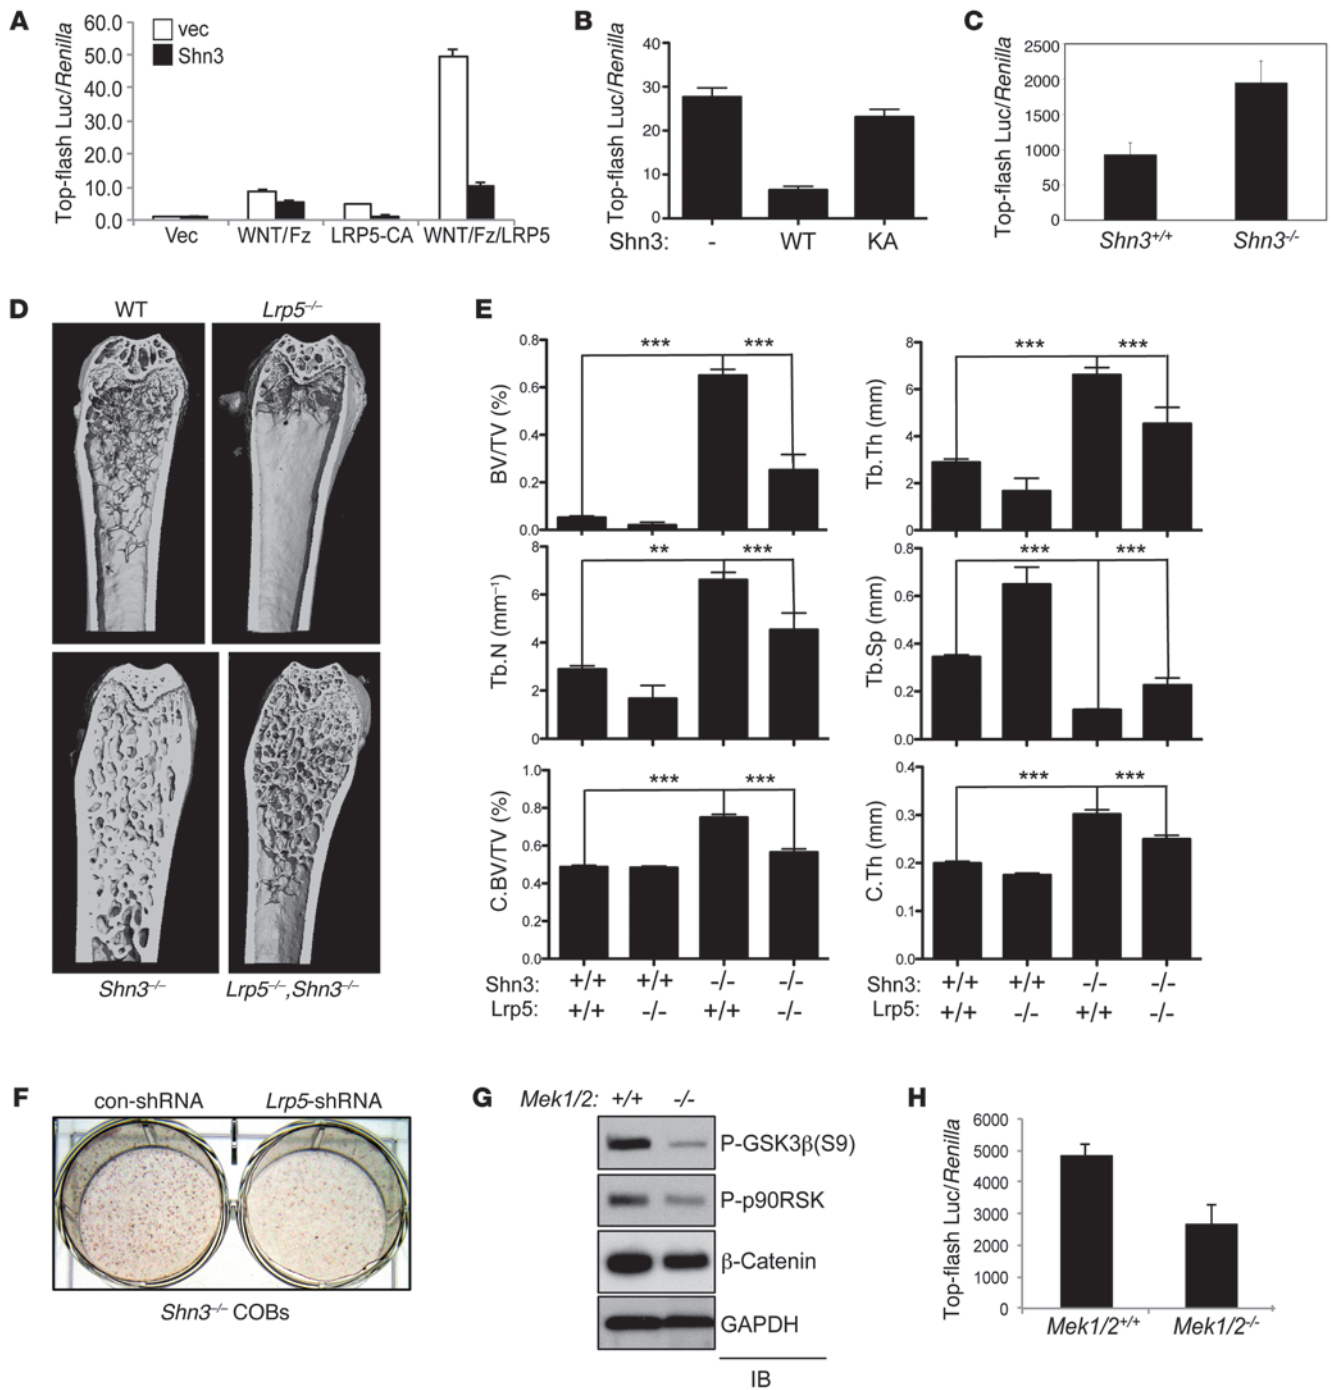 A
Top-flash Luc/Renilla
60.0
50.0
40.0
30.0
20.0
10.0
0.0
vec
Shn3
Vec
WNT/Fz
LRP5-CA
WNT/Fz/LRP5
B
Top-flash Luc/Renilla
40
30
20
10
0
Shn3:
-
WT
KA
C
Top-flash Luc/Renilla
2500
2000
1500
1000
50
0
Shn3+/+
Shn3-/-
D
WT
Lrp5–/–
Shn3–/–
Lrp5–/–,Shn3–/–
E
BV/TV (%)
0.8
0.6
0.4
0.2
0.0
***
***
Tb.Th (mm)
8
6
4
2
0
***
***
Tb.N (mm–1)
8
6
4
2
0
**
***
Tb.Sp (mm)
0.8
0.6
0.4
0.2
0.0
***
***
C.BV/TV (%)
1.0
0.8
0.6
0.4
0.2
0.0
***
***
C.Th (mm)
0.4
0.3
0.2
0.1
0.0
***
***
Shn3: +/+ +/+ -/- -/-
Lrp5: +/+ -/- +/+ -/-
Shn3: +/+ +/+ -/- -/-
Lrp5: +/+ -/- +/+ -/-
F
con-shRNA
Lrp5-shRNA
Shn3–/– COBs
G
Mek1/2: +/+ -/-
P-GSK3β(S9)
P-p90RSK
β-Catenin
GAPDH
IB
H
Top-flash Luc/Renilla
6000
5000
4000
3000
2000
1000
0
Mek1/2+/+
Mek1/2-/-